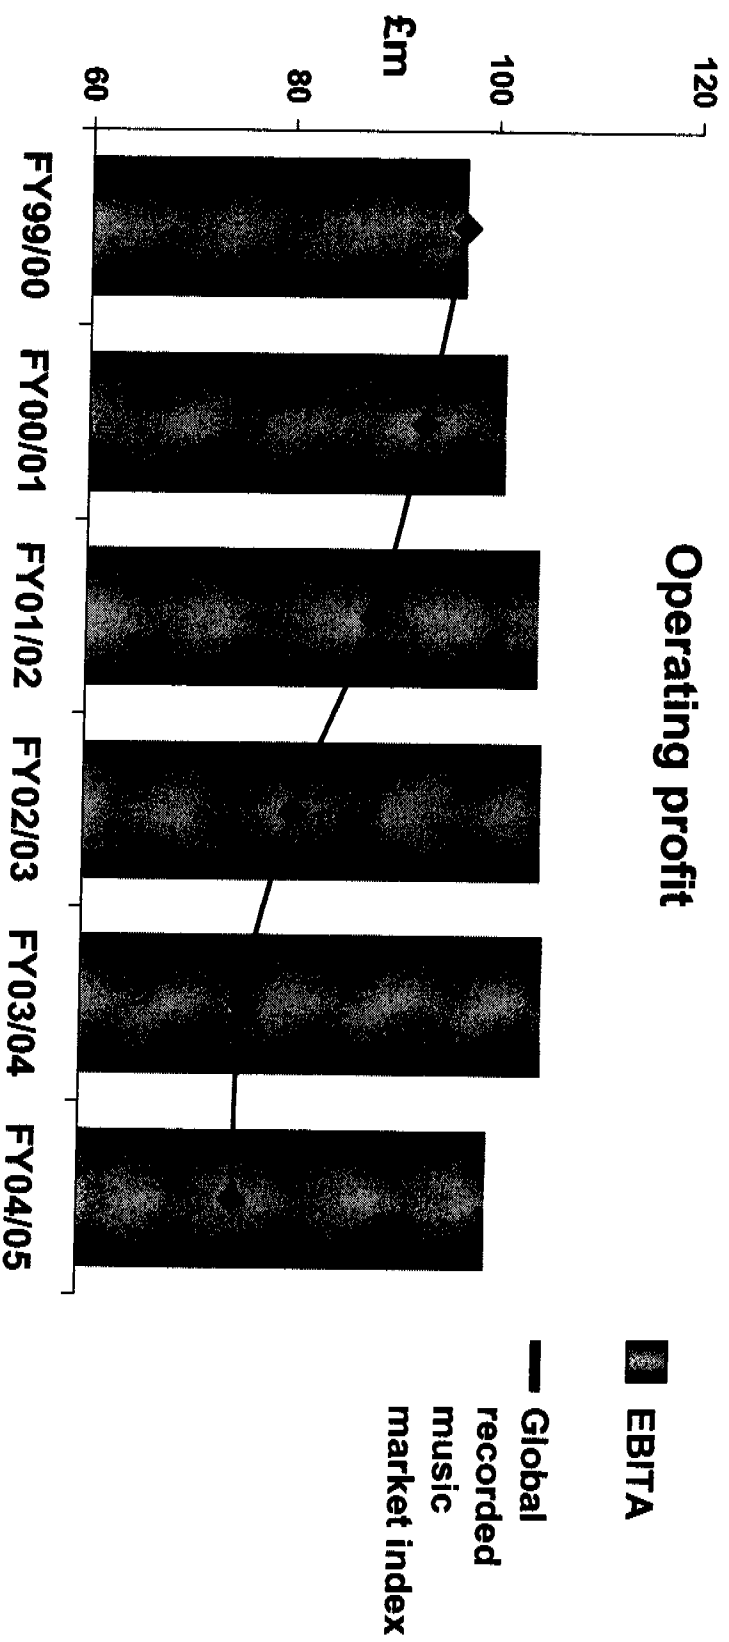 Operating profit
£m
120
100
80
60
FY99/00
FY00/01
FY01/02
FY02/03
FY03/04
FY04/05
EBITA
Global
recorded
music
market index